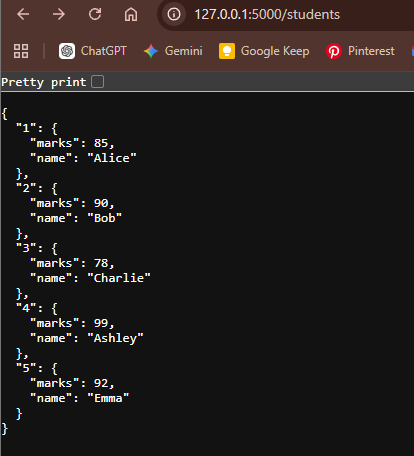 127.0.0.1:5000/students
ChatGPT Gemini Google Keep Pinterest
Pretty print
{
  "1": {
    "marks": 85,
    "name": "Alice"
  },
  "2": {
    "marks": 90,
    "name": "Bob"
  },
  "3": {
    "marks": 78,
    "name": "Charlie"
  },
  "4": {
    "marks": 99,
    "name": "Ashley"
  },
  "5": {
    "marks": 92,
    "name": "Emma"
  }
}